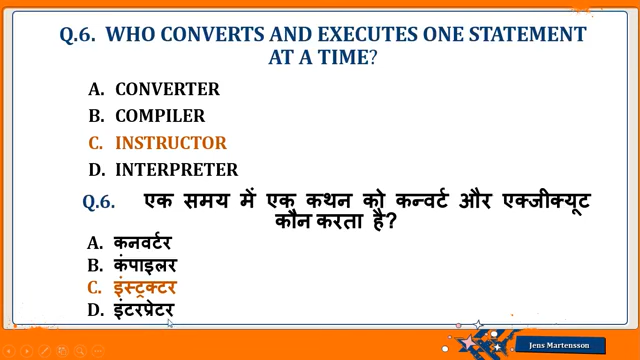 Q.6. WHO CONVERTS AND EXECUTES ONE STATEMENT
AT A TIME?
A. CONVERTER
B. COMPILER
C. INSTRUCTOR
D. INTERPRETER
Q.6. एक समय में एक कथन को कन्वर्ट और एक्जीक्यूट
कौन करता है?
A. कनवर्टर
B. कंपाइलर
C. इंस्ट्रक्टर
D. इंटरप्रेटर
Jens Martensson